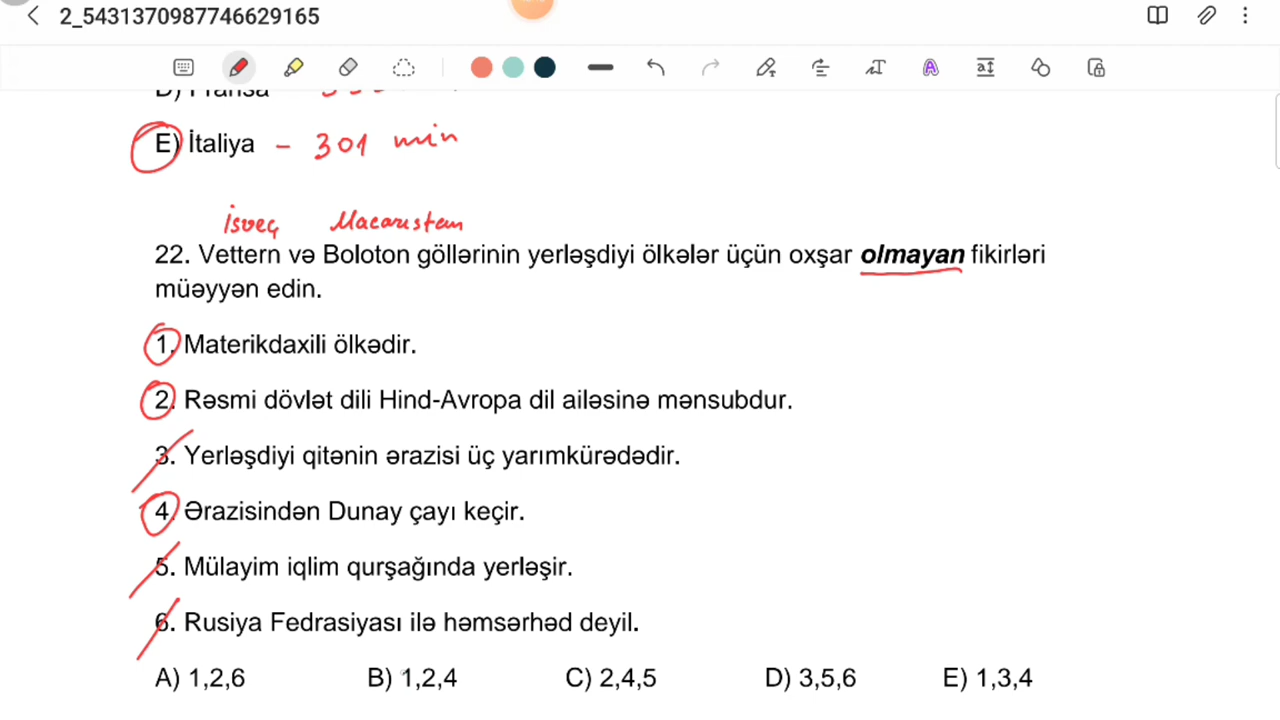 2_5431370987746629165
D) Fransa
E) İtaliya - 301 min
İsveç Macarıstan
22. Vettern və Boloton göllərinin yerləşdiyi ölkələr üçün oxşar olmayan fikirləri
müəyyən edin.
1. Materikdaxili ölkədir.
2. Rəsmi dövlət dili Hind-Avropa dil ailəsinə mənsubdur.
3. Yerləşdiyi qitənin ərazisi üç yarımkürədədir.
4. Ərazisindən Dunay çayı keçir.
5. Mülayim iqlim qurşağında yerləşir.
6. Rusiya Fedrasiyası ilə həmsərhəd deyil.
A) 1,2,6 B) 1,2,4 C) 2,4,5 D) 3,5,6 E) 1,3,4